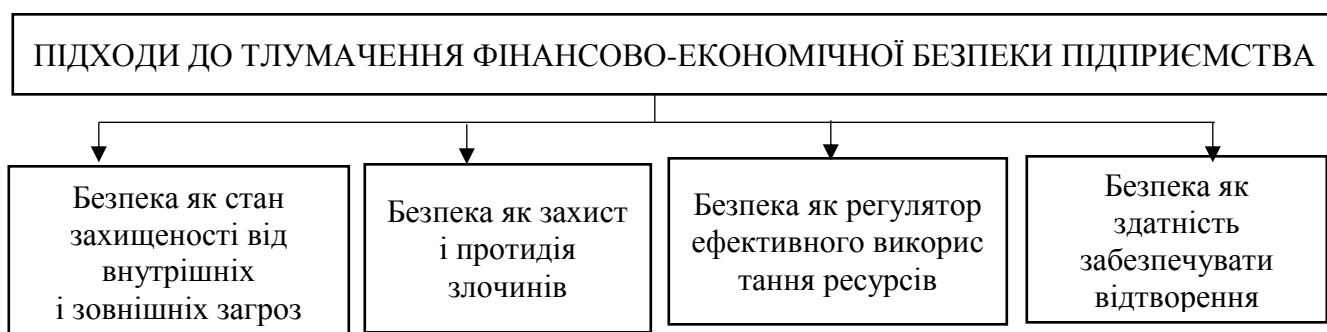 ПІДХОДИ ДО ТЛУМАЧЕННЯ ФІНАНСОВО-ЕКОНОМІЧНОЇ БЕЗПЕКИ ПІДПРИЄМСТВА
Безпека як стан
захищеності від
внутрішніх
і зовнішніх загроз
Безпека як захист
і протидія
злочинів
Безпека як регулятор
ефективного викорис
тання ресурсів
Безпека як
здатність
забезпечувати
відтворення